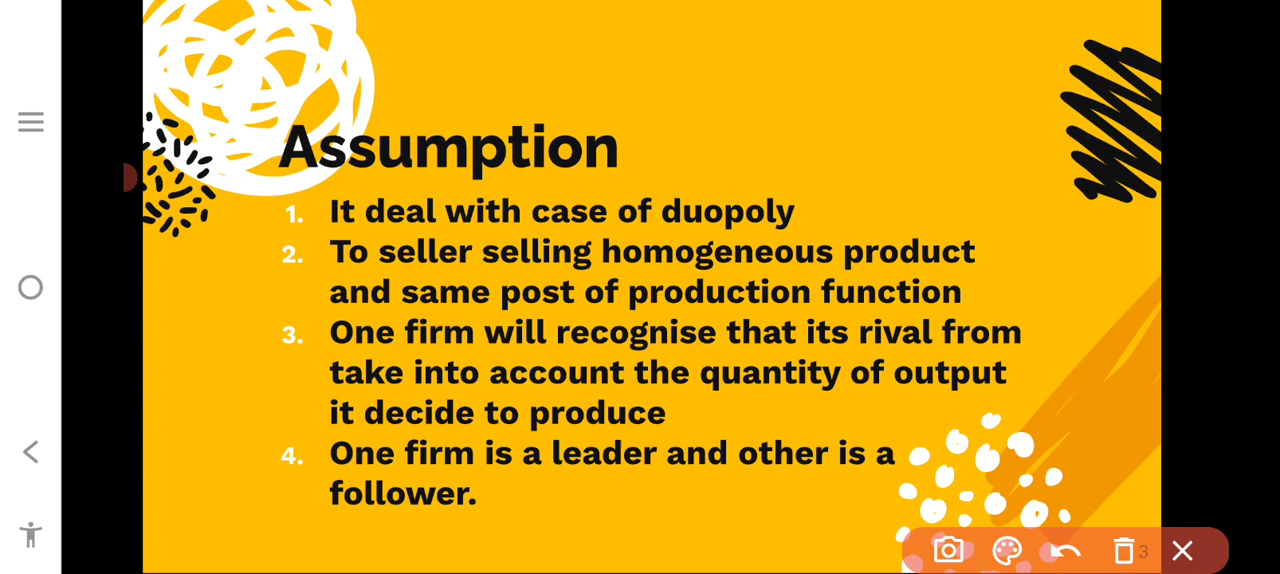 Assumption
1. It deal with case of duopoly
2. To seller selling homogeneous product
and same post of production function
3. One firm will recognise that its rival from
take into account the quantity of output
it decide to produce
4. One firm is a leader and other is a
follower.
3